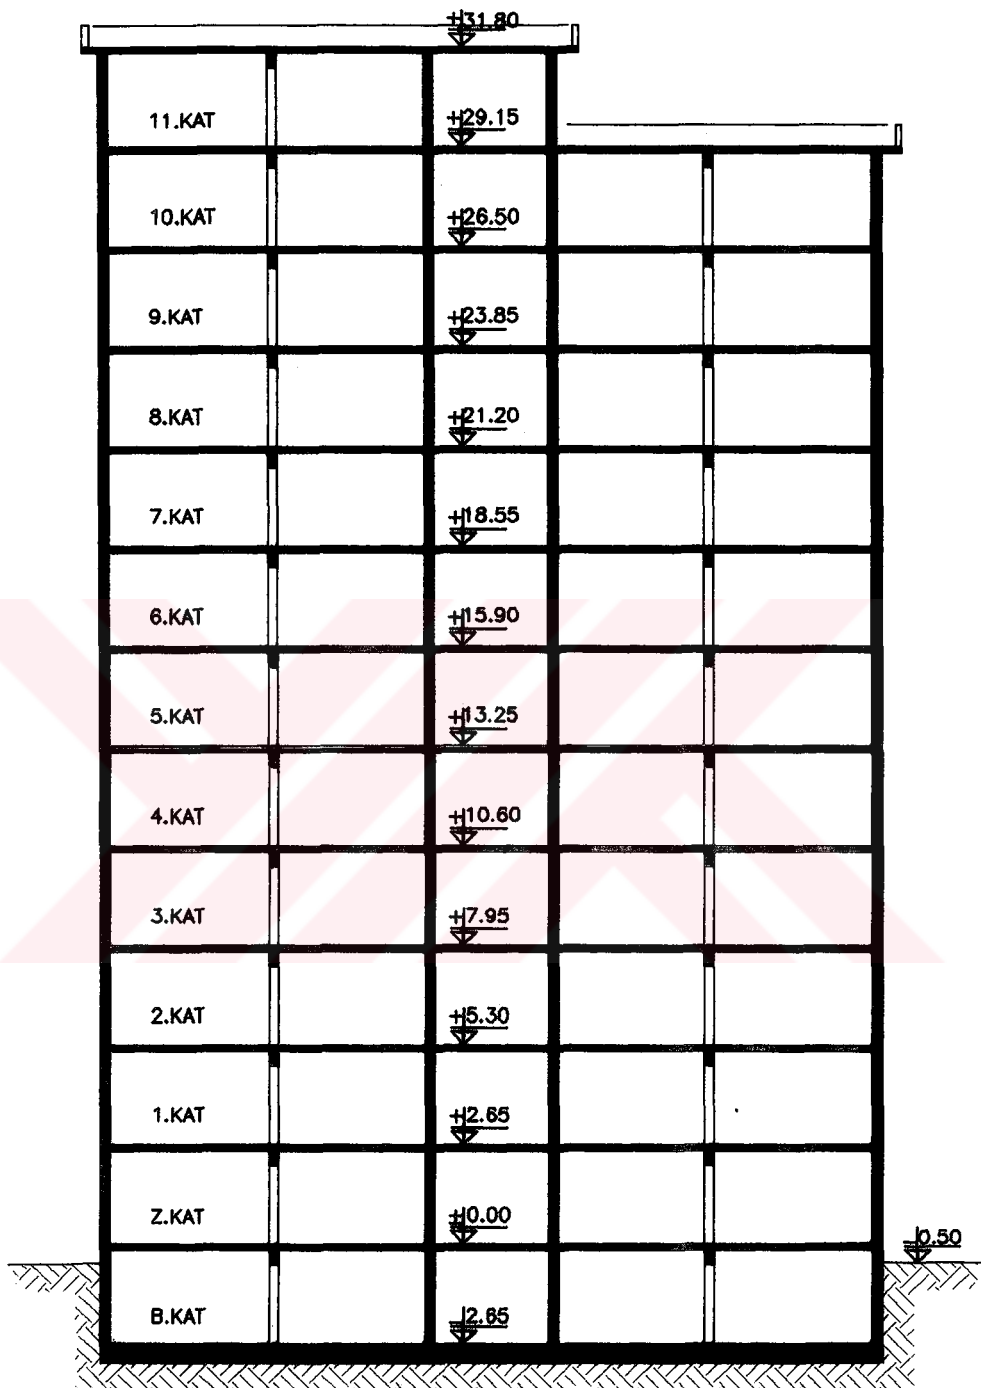 +31.80
11.KAT +29.15
10.KAT +26.50
9.KAT +23.85
8.KAT +21.20
7.KAT +18.55
6.KAT +15.90
5.KAT +13.25
4.KAT +10.60
3.KAT +7.95
2.KAT +5.30
1.KAT +2.65
Z.KAT ±0.00
-0.50
B.KAT -2.65